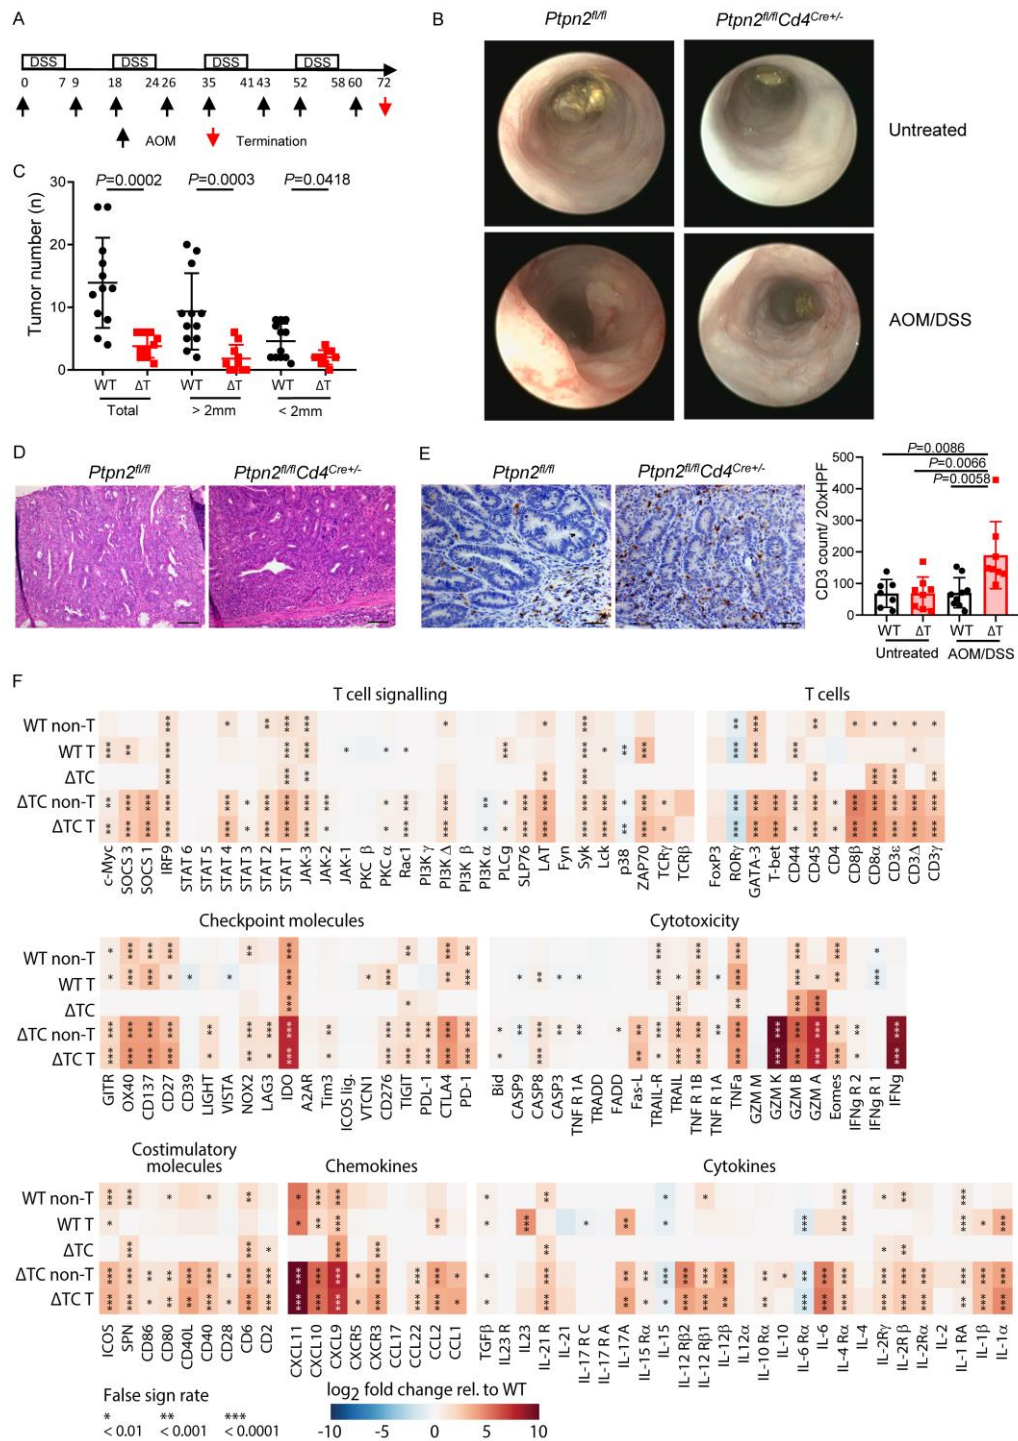 A
DSS DSS DSS DSS
0 7 9 18 24 26 35 41 43 52 58 60 72
AOM Termination
B
Ptpn2fl/fl Ptpn2fl/flCd4Cre+/-
Untreated
AOM/DSS
C
P=0.0002 P=0.0003 P=0.0418
Tumor number (n)
30
20
10
0
WT ΔT WT ΔT WT ΔT
Total > 2mm < 2mm
D
Ptpn2fl/fl Ptpn2fl/flCd4Cre+/-
E
Ptpn2fl/fl Ptpn2fl/flCd4Cre+/-
P=0.0086
P=0.0066
P=0.0058
CD3 count/ 20xHPF
500
400
300
200
100
0
WT ΔT WT ΔT
Untreated AOM/DSS
F
T cell signalling T cells
WT non-T
WT T
ΔTC
ΔTC non-T
ΔTC T
c-Myc SOCS 3 SOCS 1 IRF9 STAT 6 STAT 5 STAT 4 STAT 3 STAT 2 STAT 1 JAK-3 JAK-2 JAK-1 PKC β PKC α Rac1 PI3K γ PI3K Δ PI3K β PI3K α PLCg SLP76 LAT Fyn Syk Lck p38 ZAP70 TCRγ TCRβ
FoxP3 RORγ GATA-3 T-bet CD44 CD45 CD4 CD8β CD8α CD3ε CD3Δ CD3γ
Checkpoint molecules Cytotoxicity
WT non-T
WT T
ΔTC
ΔTC non-T
ΔTC T
GITR OX40 CD137 CD27 CD39 LIGHT VISTA NOX2 LAG3 IDO A2AR Tim3 ICOS lig. VTCN1 CD276 TIGIT PDL-1 CTLA4 PD-1
Bid CASP9 CASP8 CASP3 TNF R 1A TRADD FADD Fas-L TRAIL-R TRAIL TNF R 1B TNF R 1A TNFa GZM M GZM K GZM B GZM A Eomes IFNg R 2 IFNg R 1 IFNg
Costimulatory
molecules
Chemokines Cytokines
WT non-T
WT T
ΔTC
ΔTC non-T
ΔTC T
ICOS SPN CD86 CD80 CD40L CD40 CD28 CD6 CD2
CXCL11 CXCL10 CXCL9 CXCR5 CXCR3 CCL17 CCL22 CCL2 CCL1
TGFβ IL23 R IL23 IL-21 R IL-21 IL-17 R C IL-17 R A IL-17A IL-15 Rα IL-15 IL-12 Rβ2 IL-12 Rβ1 IL-12β IL12α IL-10 Rα IL-10 IL-6 Rα IL-6 IL-4 Rα IL-4 IL-2Rγ IL-2R β IL-2Rα IL-2 IL-1 RA IL-1β IL-1α
False sign rate
* ** ***
< 0.01 < 0.001 < 0.0001
log2 fold change rel. to WT
-10 -5 0 5 10